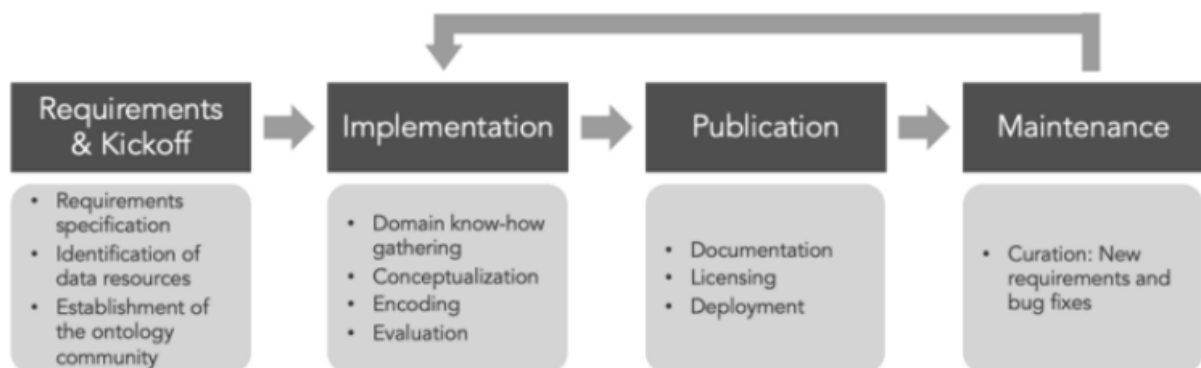 Requirements
& Kickoff
• Requirements
specification
• Identification of
data resources
• Establishment of
the ontology
community
Implementation
• Domain know-how
gathering
• Conceptualization
• Encoding
• Evaluation
Publication
• Documentation
• Licensing
• Deployment
Maintenance
• Curation: New
requirements and
bug fixes